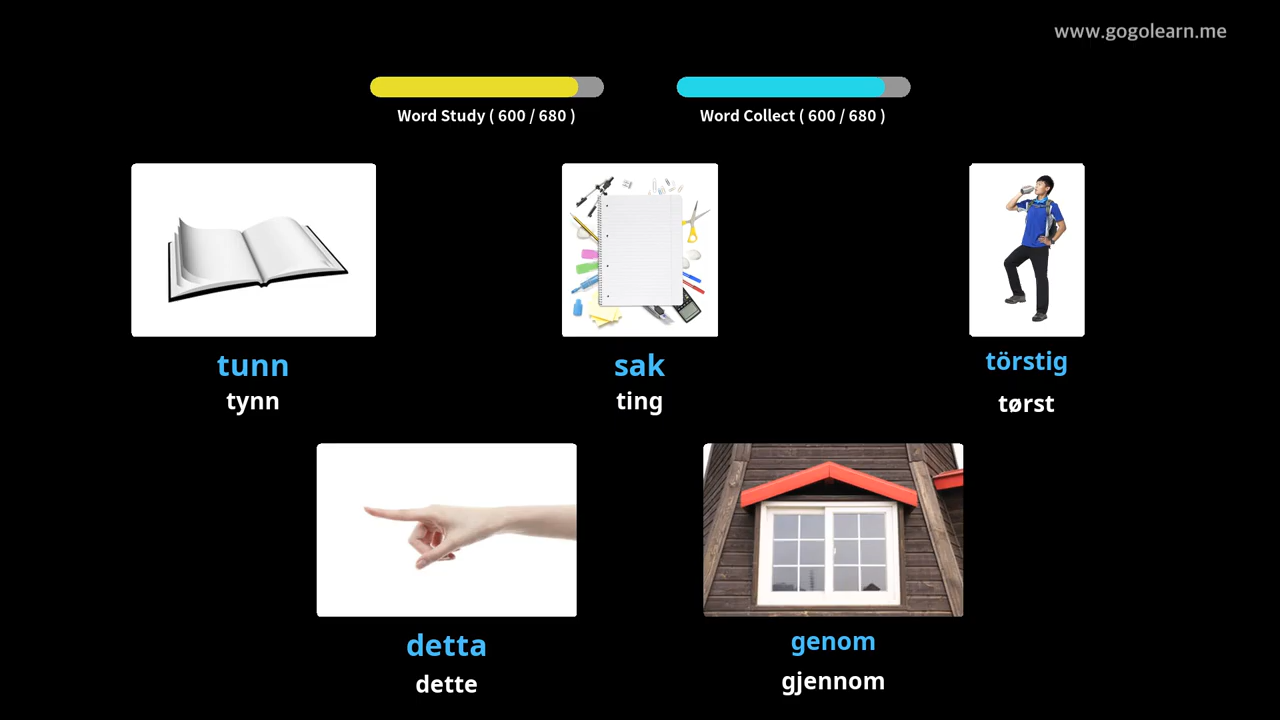 www.gogolearn.me
Word Study ( 600 / 680 )
Word Collect ( 600 / 680 )
tunn
tynn
sak
ting
törstig
tørst
detta
dette
genom
gjennom